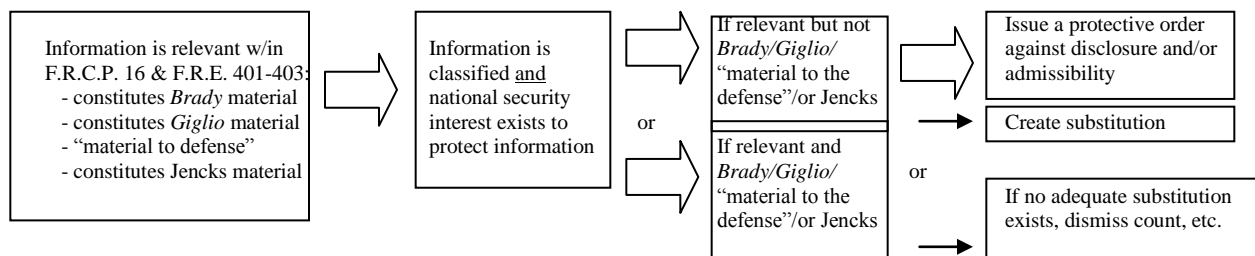 Information is relevant w/in
F.R.C.P. 16 & F.R.E. 401-403:
- constitutes Brady material
- constitutes Giglio material
- “material to defense”
- constitutes Jencks material
Information is
classified and
national security
interest exists to
protect information
or
If relevant but not
Brady/Giglio/
“material to the
defense”/or Jencks
If relevant and
Brady/Giglio/
“material to the
defense”/or Jencks
or
Issue a protective order
against disclosure and/or
admissibility
Create substitution
If no adequate substitution
exists, dismiss count, etc.